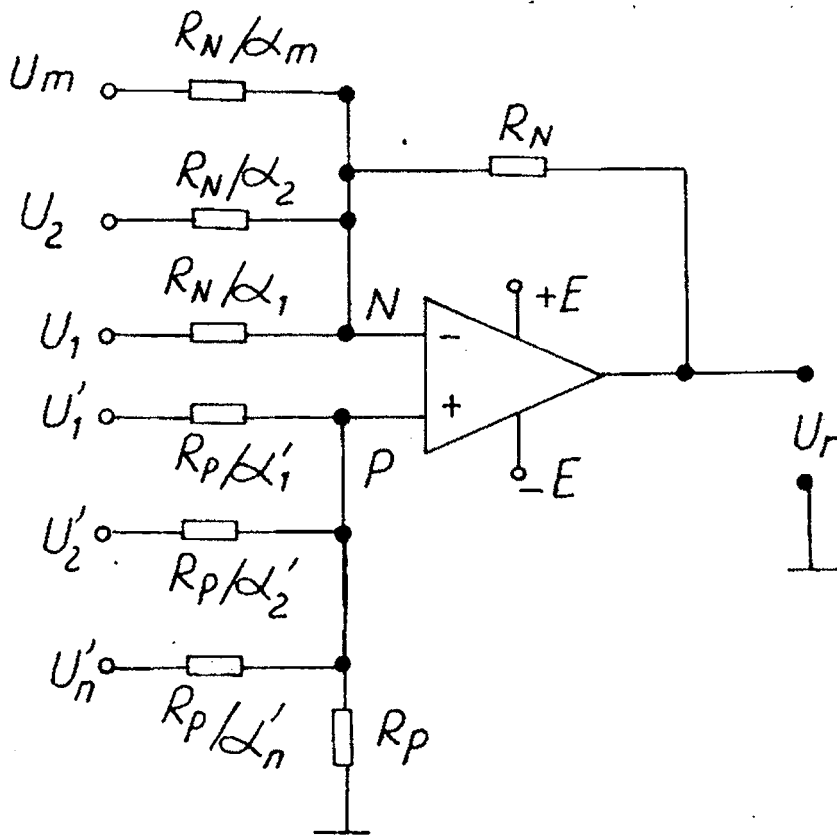 R_N/α_m
U_m
R_N
R_N/α_2
U_2
R_N/α_1
N
+E
U_1
−
U_1'
+
U_r
R_P/α_1'
P
−E
U_2'
R_P/α_2'
U_n'
R_P/α_n'
R_P